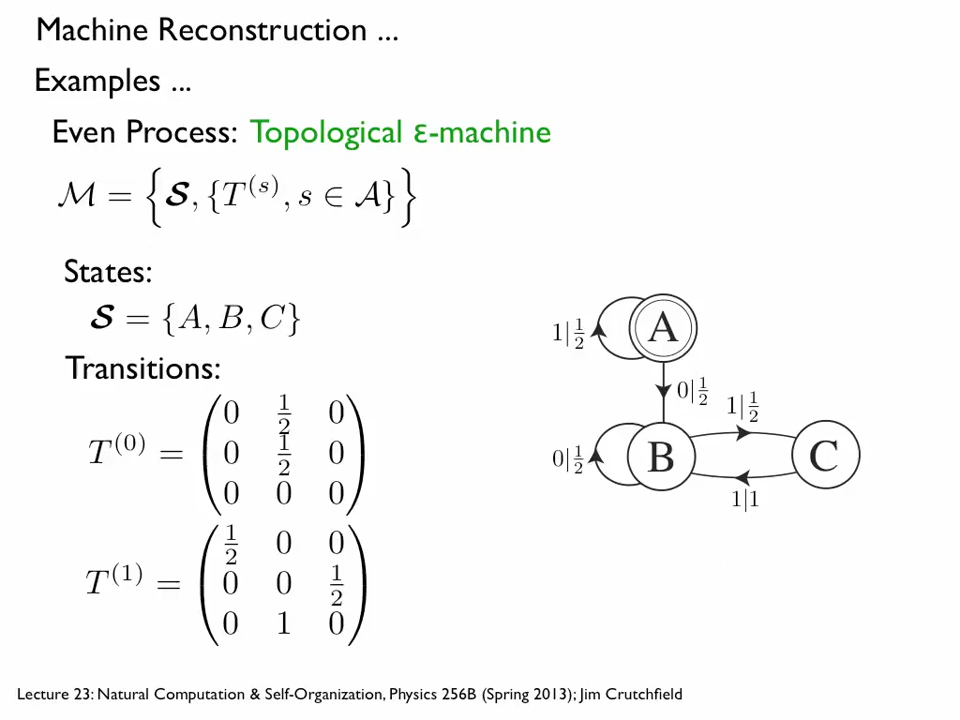 Machine Reconstruction ...
Examples ...
Even Process: Topological ε-machine
ℳ = {𝓢, {T^(s), s ∈ 𝒜}}
States:
𝓢 = {A, B, C}
Transitions:
T^(0) = (0 1/2 0
0 1/2 0
0 0 0)
T^(1) = (1/2 0 0
0 0 1/2
0 1 0)
A
1|1/2
0|1/2
1|1/2
0|1/2
B
C
1|1
Lecture 23: Natural Computation & Self-Organization, Physics 256B (Spring 2013); Jim Crutchfield